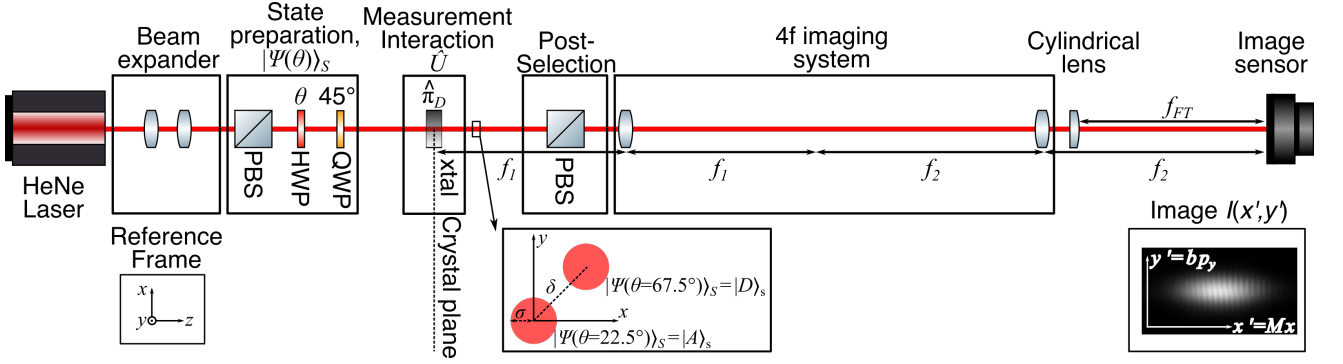 Beam
expander
State
preparation,
|Ψ(θ)⟩S
Measurement
Interaction
Û
Post-
Selection
4f imaging
system
Cylindrical
lens
Image
sensor
θ
45°
π̂D
fFT
PBS
HWP
QWP
xtal
f1
PBS
f1
f2
f2
HeNe
Laser
Crystal plane
Reference
Frame
x
y
z
y
δ
|Ψ(θ=67.5°)⟩S=|D⟩s
σ
x
|Ψ(θ=22.5°)⟩S=|A⟩s
Image I(x',y')
y'=bpy
x'=Mx